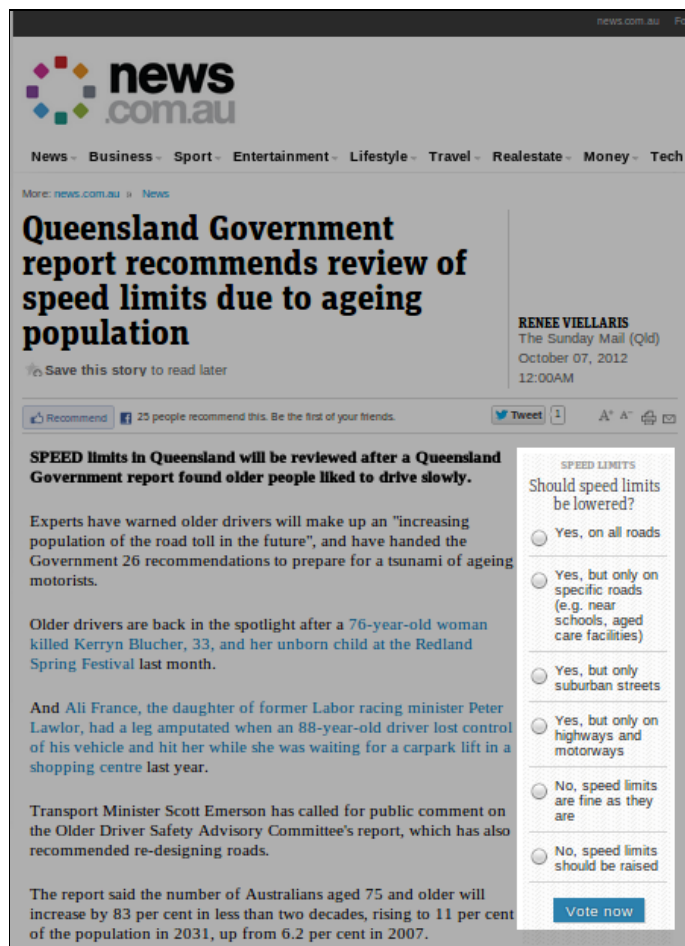 news.com.au Fo
news
.com.au
News Business Sport Entertainment Lifestyle Travel Realestate Money Tech
More: news.com.au » News
Queensland Government
report recommends review of
speed limits due to ageing
population
Save this story to read later
RENEE VIELLARIS
The Sunday Mail (Qld)
October 07, 2012
12:00AM
Recommend 25 people recommend this. Be the first of your friends.
Tweet 1 A+ A-
SPEED limits in Queensland will be reviewed after a Queensland
Government report found older people liked to drive slowly.
Experts have warned older drivers will make up an "increasing
population of the road toll in the future", and have handed the
Government 26 recommendations to prepare for a tsunami of ageing
motorists.
Older drivers are back in the spotlight after a 76-year-old woman
killed Kerryn Blucher, 33, and her unborn child at the Redland
Spring Festival last month.
And Ali France, the daughter of former Labor racing minister Peter
Lawlor, had a leg amputated when an 88-year-old driver lost control
of his vehicle and hit her while she was waiting for a carpark lift in a
shopping centre last year.
Transport Minister Scott Emerson has called for public comment on
the Older Driver Safety Advisory Committee's report, which has also
recommended re-designing roads.
The report said the number of Australians aged 75 and older will
increase by 83 per cent in less than two decades, rising to 11 per cent
of the population in 2031, up from 6.2 per cent in 2007.
SPEED LIMITS
Should speed limits
be lowered?
Yes, on all roads
Yes, but only on
specific roads
(e.g. near
schools, aged
care facilities)
Yes, but only
suburban streets
Yes, but only on
highways and
motorways
No, speed limits
are fine as they
are
No, speed limits
should be raised
Vote now